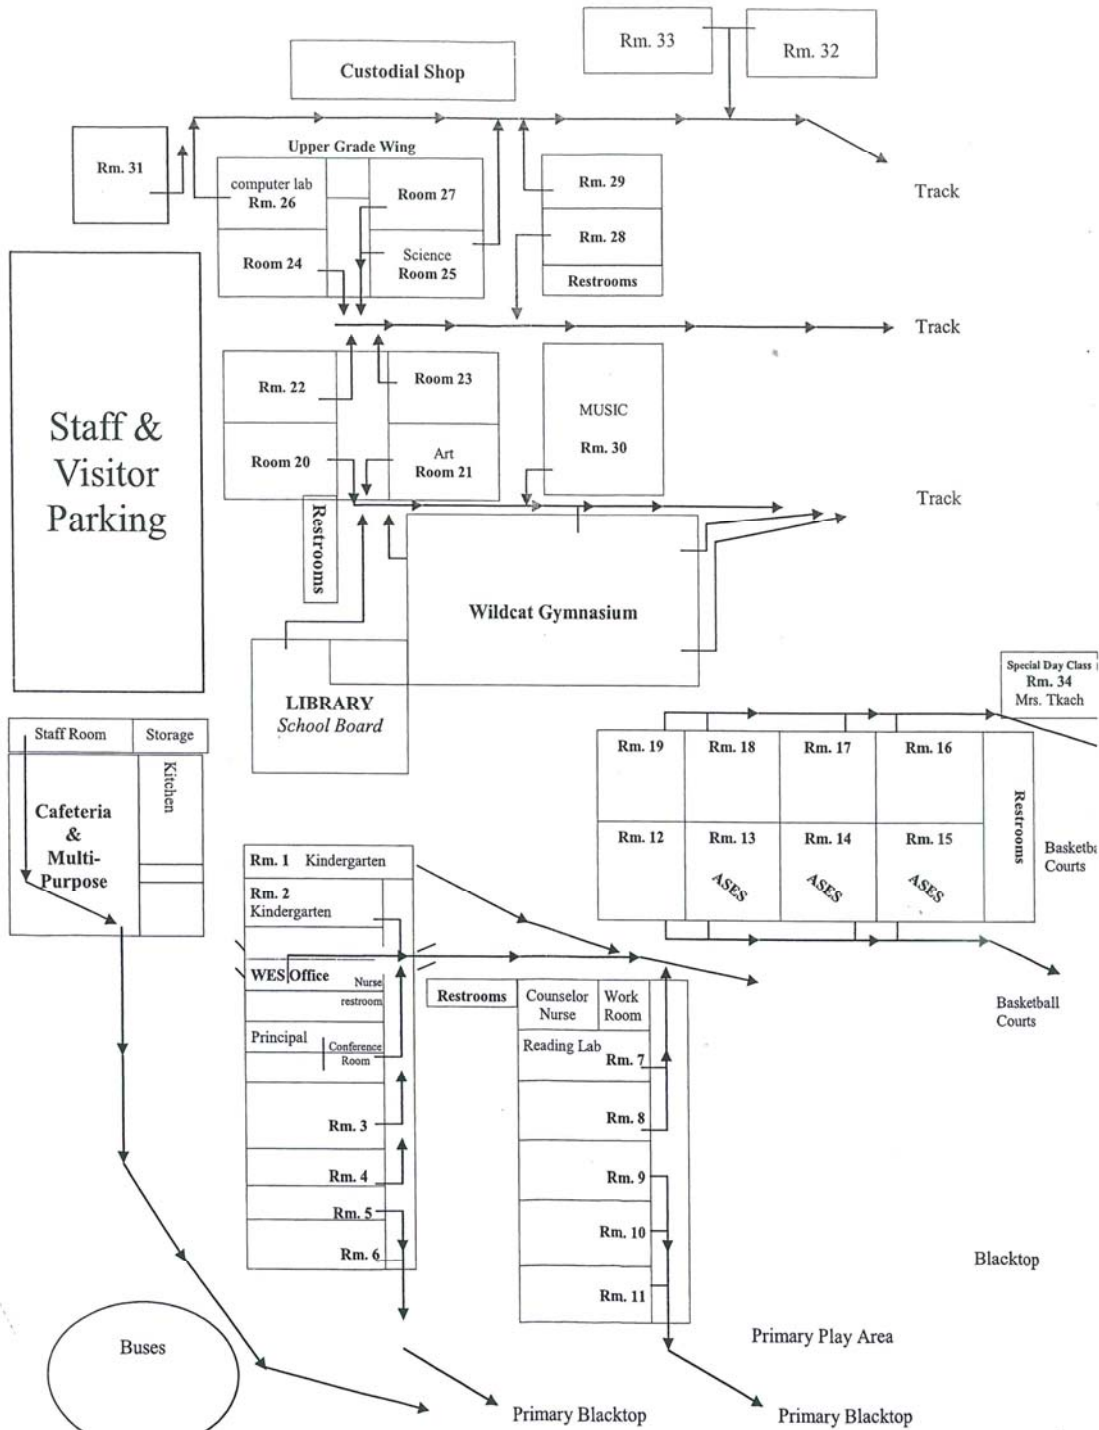 Rm. 33
Rm. 32
Custodial Shop
Upper Grade Wing
Rm. 31
computer lab
Rm. 26
Room 27
Rm. 29
Track
Room 24
Science
Room 25
Rm. 28
Restrooms
Track
Rm. 22
Room 23
MUSIC
Rm. 30
Staff &
Visitor
Parking
Room 20
Art
Room 21
Track
Restrooms
Wildcat Gymnasium
LIBRARY
School Board
Special Day Class
Rm. 34
Mrs. Tkach
Staff Room
Storage
Kitchen
Cafeteria
&
Multi-
Purpose
Rm. 19
Rm. 18
Rm. 17
Rm. 16
Restrooms
Rm. 12
Rm. 13
Rm. 14
Rm. 15
ASES
ASES
ASES
Basketba
Courts
Rm. 1 Kindergarten
Rm. 2
Kindergarten
WES Office
Nurse
restroom
Principal
Conference
Room
Rm. 3
Rm. 4
Rm. 5
Rm. 6
Restrooms
Counselor
Nurse
Work
Room
Reading Lab
Rm. 7
Rm. 8
Rm. 9
Rm. 10
Rm. 11
Basketball
Courts
Blacktop
Primary Play Area
Buses
Primary Blacktop
Primary Blacktop